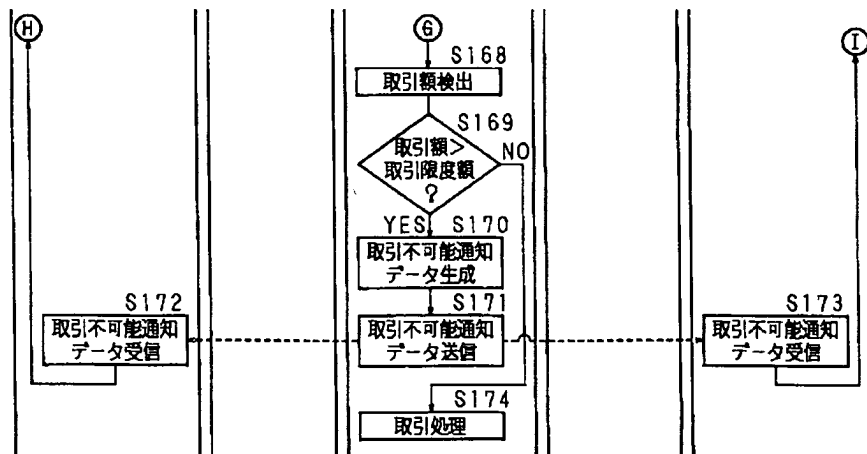 H
G
I
S168
取引額検出
S169
取引額>
取引限度額
?
NO
YES
S170
取引不可能通知
データ生成
S172
取引不可能通知
データ受信
S171
取引不可能通知
データ送信
S173
取引不可能通知
データ受信
S174
取引処理